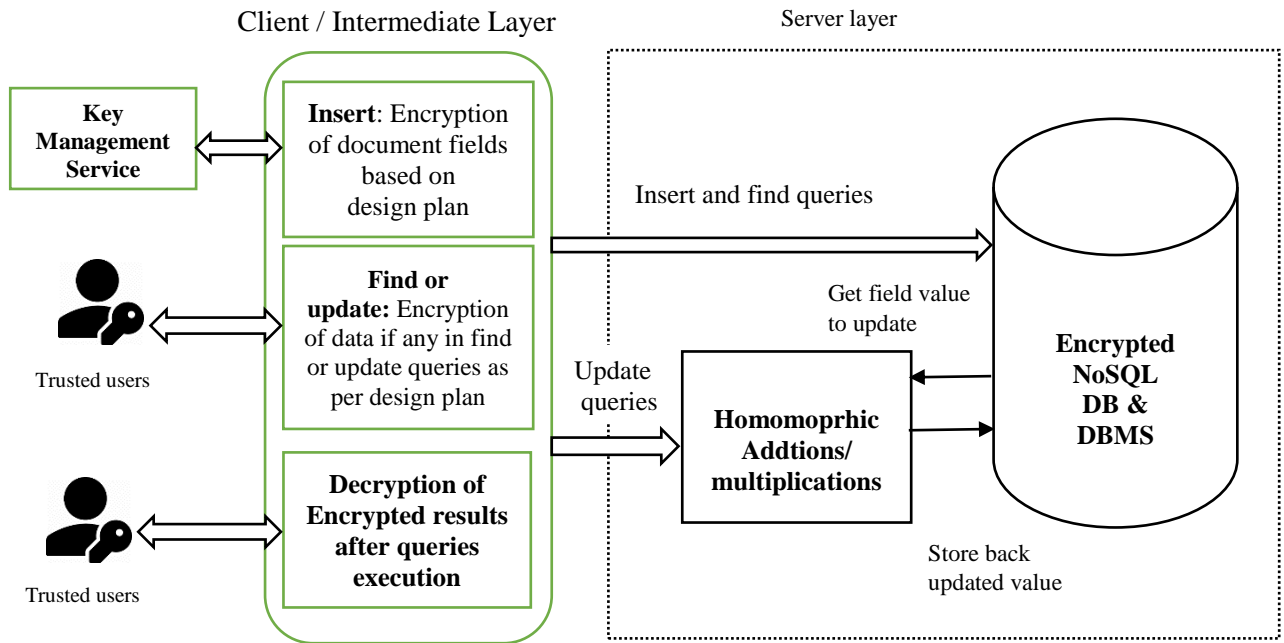 Client / Intermediate Layer
Server layer
Key
Management
Service
Insert: Encryption
of document fields
based on
design plan
Insert and find queries
Find or
update: Encryption
of data if any in find
or update queries as
per design plan
Trusted users
Get field value
to update
Encrypted
NoSQL
DB &
DBMS
Update
queries
Homomoprhic
Addtions/
multiplications
Decryption of
Encrypted results
after queries
execution
Store back
updated value
Trusted users